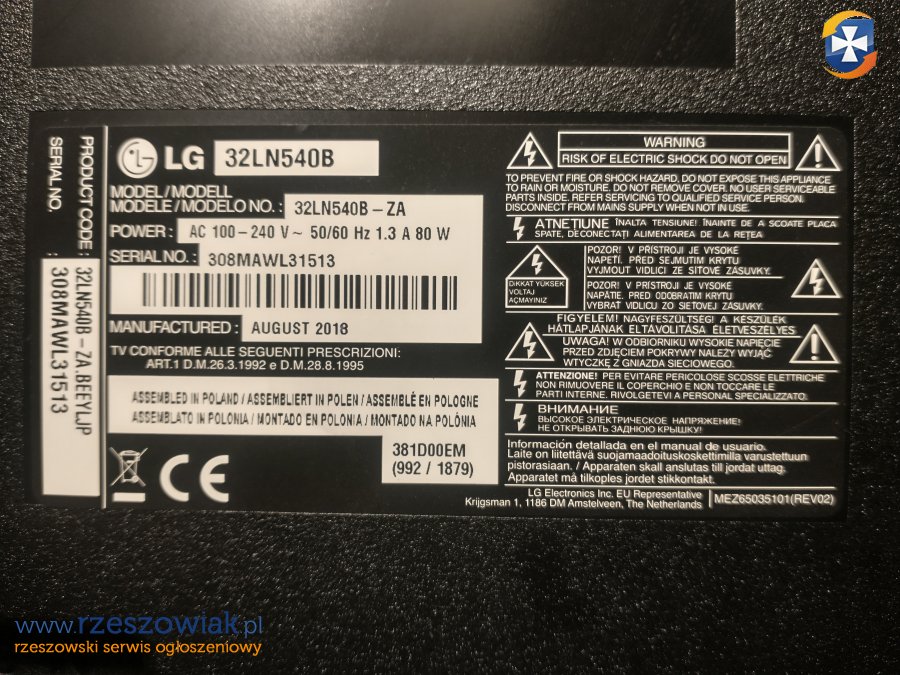 PRODUCT CODE : 32LN540B – ZA.BEEYLJP
SERIAL NO. : 308MAWL31513
LG 32LN540B
MODEL / MODELL
MODELE / MODELO NO. : 32LN540B – ZA
POWER : AC 100 – 240 V ~ 50/60 Hz 1.3 A 80 W
SERIAL NO. : 308MAWL31513
MANUFACTURED : AUGUST 2018
TV CONFORME ALLE SEGUENTI PRESCRIZIONI:
ART.1 D.M.26.3.1992 e D.M.28.8.1995
ASSEMBLED IN POLAND / ASSEMBLIERT IN POLEN / ASSEMBLÉ EN POLOGNE
ASSEMBLATO IN POLONIA / MONTADO EN POLONIA / MONTADO NA POLÓNIA
381D00EM
(992 / 1879)
CE
WARNING
RISK OF ELECTRIC SHOCK DO NOT OPEN
TO PREVENT FIRE OR SHOCK HAZARD, DO NOT EXPOSE THIS APPLIANCE
TO RAIN OR MOISTURE. DO NOT REMOVE COVER. NO USER SERVICEABLE
PARTS INSIDE. REFER SERVICING TO QUALIFIED SERVICE PERSON.
DISCONNECT FROM MAINS SUPPLY WHEN NOT IN USE.
ATNEȚIUNE ÎNALTA TENSIUNE! ÎNAINTE DE A SCOATE PLACA
SPATE, DECONECTAȚI ALIMENTAREA DE LA REȚEA
DIKKAT YÜKSEK
VOLTAJ
AÇMAYINIZ
POZOR! V PŘÍSTROJI JE VYSOKÉ
NAPĚTÍ. PŘED SEJMEPNÍM KRYTU
VYJMOUT VIDLICI ZE SÍŤOVÉ ZÁSUVKY.
POZOR! V PRÍSTROJI JE VYSOKÉ
NAPÄTIE, PRED ODOBRATIM KRYTU
VYBRAŤ VIDLICU ZO SIEŤOVEJ ZÁSUVKY.
FIGYELEM! NAGYFESZÜLTSÉG! A KÉSZÜLÉK
HÁTLAPJÁNAK ELTÁVOLÍTÁSA ÉLETVESZÉLYES
UWAGA! W ODBIORNIKU WYSOKIE NAPIĘCIE
PRZED ZDJĘCIEM POKRYWY NALEŻY WYJĄĆ
WTYCZKĘ Z GNIAZDA SIECIOWEGO.
ATTENZIONE! PER EVITARE PERICOLOSE SCOSSE ELETTRICHE
NON RIMUOVERE IL COPERCHIO E NON TOCCARE LE
PARTI INTERNE. RIVOLGETEVI A PERSONAL SPECIALIZZATO.
ВНИМАНИЕ
ВЫСОКОЕ ЭЛЕКТРИЧЕСКОЕ НАПРЯЖЕНИЕ!
НЕ ОТКРЫВАТЬ ЗАДНЮЮ КРЫШКУ!
Información detallada en el manual de usuario.
Laite on liitettävä suojamaadoituskoskettimilla varustettuun
pistorasiaan. / Apparaten skall anslutas till jordat uttag.
Apparatet må tilkoples jordet stikkontakt.
LG Electronics Inc. EU Representative
Krijgsman 1, 1186 DM Amstelveen, The Netherlands
MEZ65035101(REV02)
www.rzeszowiak.pl
rzeszowski serwis ogłoszeniowy